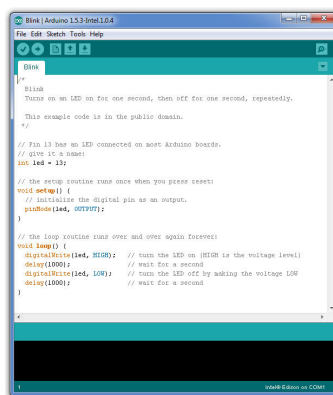 Blink | Arduino 1.5.3-Intel.1.0.4
File Edit Sketch Tools Help
Blink
/*
  Blink
  Turns on an LED on for one second, then off for one second, repeatedly.

  This example code is in the public domain.
 */

// Pin 13 has an LED connected on most Arduino boards.
// give it a name:
int led = 13;

// the setup routine runs once when you press reset:
void setup() {
  // initialize the digital pin as an output.
  pinMode(led, OUTPUT);
}

// the loop routine runs over and over again forever:
void loop() {
  digitalWrite(led, HIGH);   // turn the LED on (HIGH is the voltage level)
  delay(1000);               // wait for a second
  digitalWrite(led, LOW);    // turn the LED off by making the voltage LOW
  delay(1000);               // wait for a second
}
1
Intel® Edison on COM1